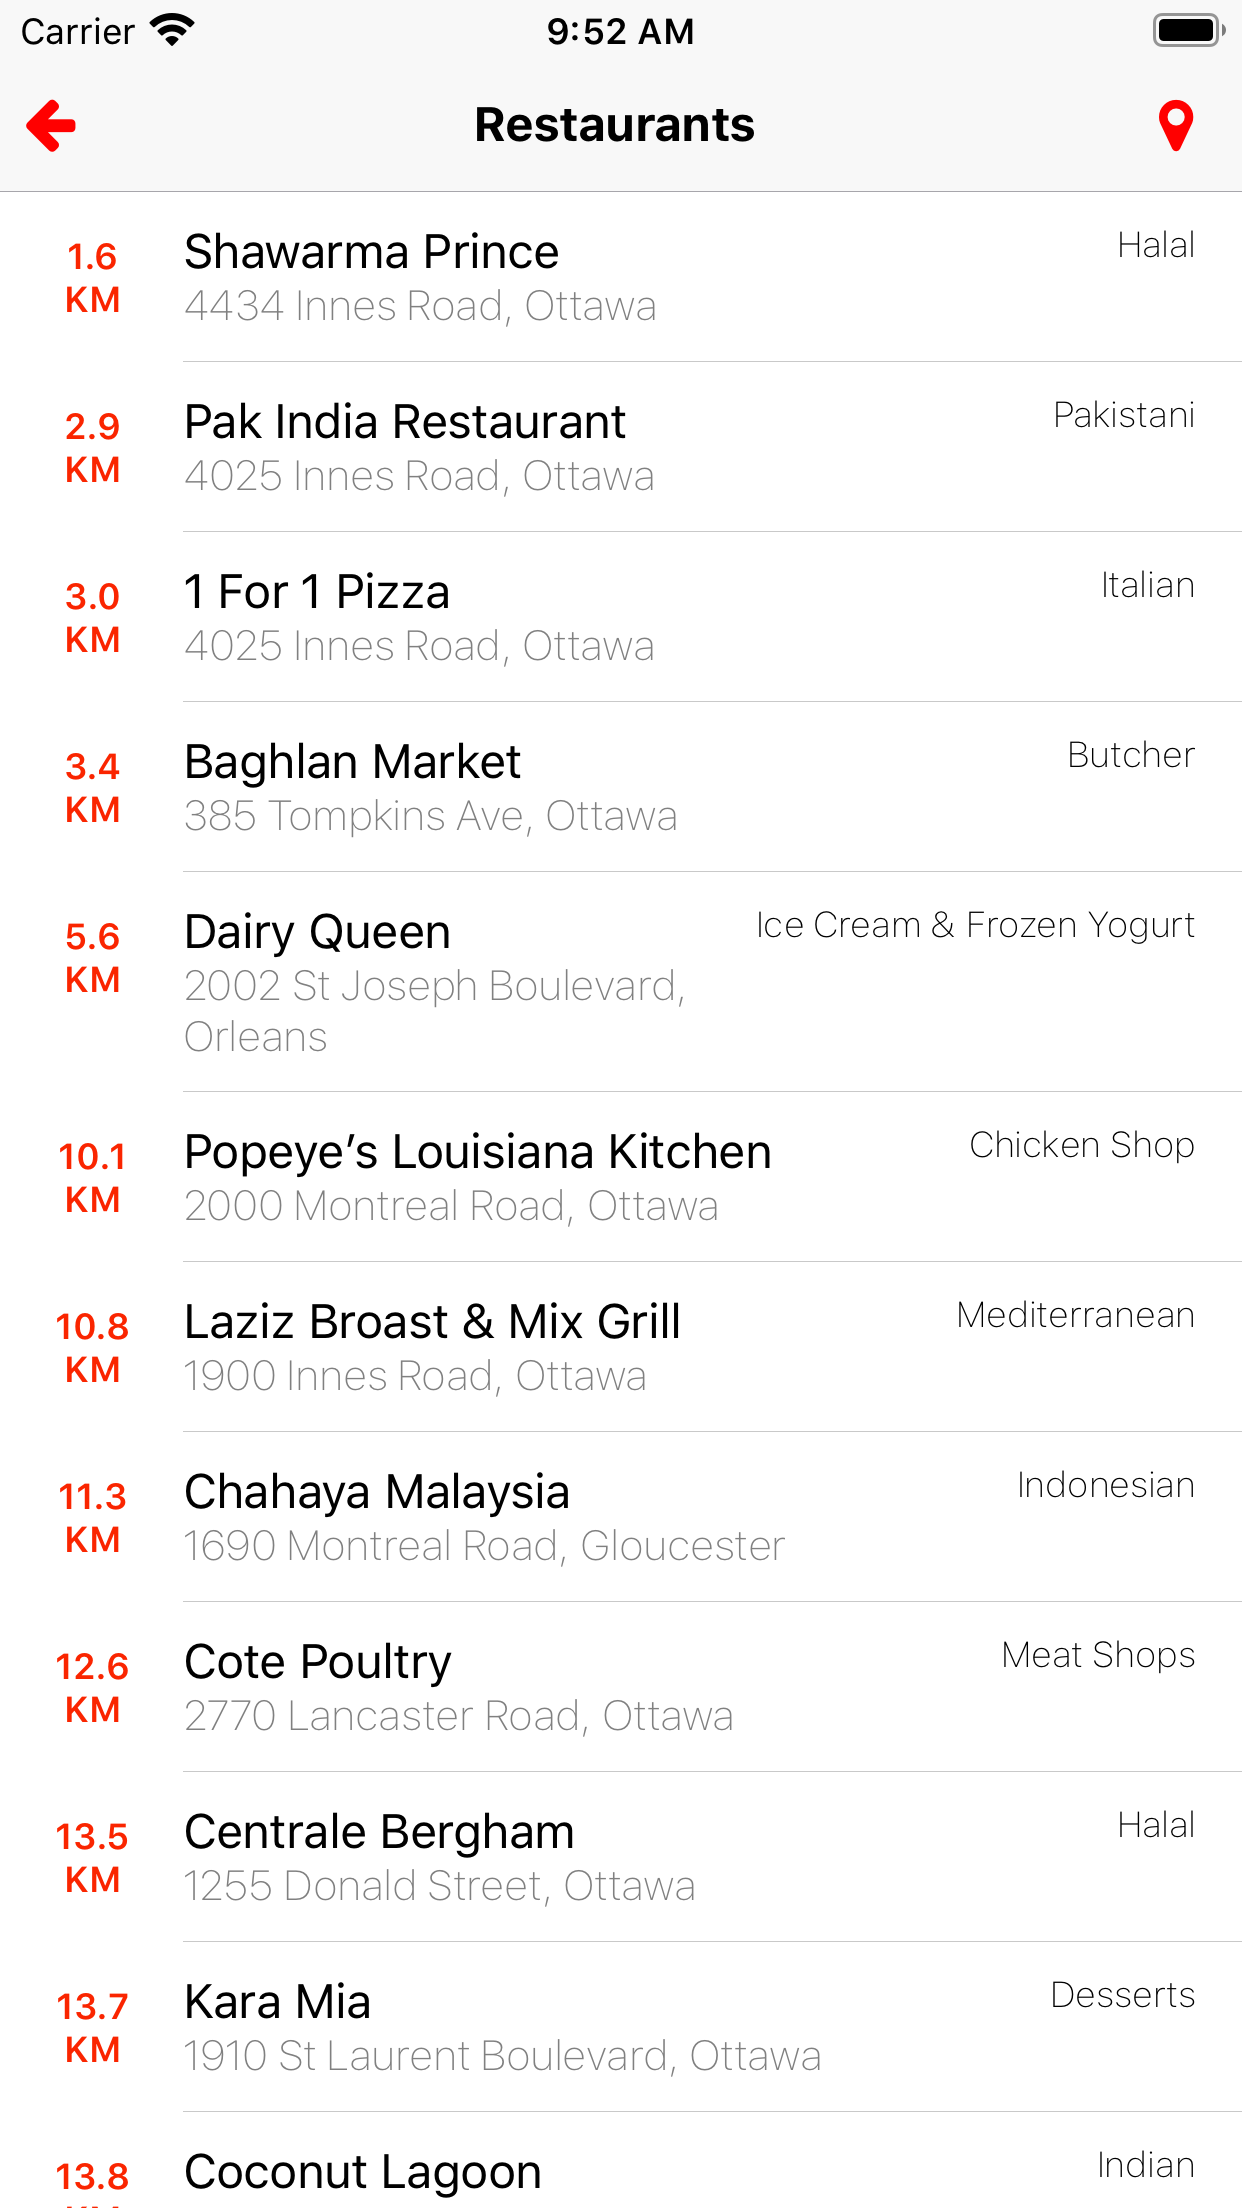 Carrier 9:52 AM
Restaurants
1.6 KM
Shawarma Prince
Halal
4434 Innes Road, Ottawa
2.9 KM
Pak India Restaurant
Pakistani
4025 Innes Road, Ottawa
3.0 KM
1 For 1 Pizza
Italian
4025 Innes Road, Ottawa
3.4 KM
Baghlan Market
Butcher
385 Tompkins Ave, Ottawa
5.6 KM
Dairy Queen
Ice Cream & Frozen Yogurt
2002 St Joseph Boulevard,
Orleans
10.1 KM
Popeye’s Louisiana Kitchen
Chicken Shop
2000 Montreal Road, Ottawa
10.8 KM
Laziz Broast & Mix Grill
Mediterranean
1900 Innes Road, Ottawa
11.3 KM
Chahaya Malaysia
Indonesian
1690 Montreal Road, Gloucester
12.6 KM
Cote Poultry
Meat Shops
2770 Lancaster Road, Ottawa
13.5 KM
Centrale Bergham
Halal
1255 Donald Street, Ottawa
13.7 KM
Kara Mia
Desserts
1910 St Laurent Boulevard, Ottawa
13.8
Coconut Lagoon
Indian